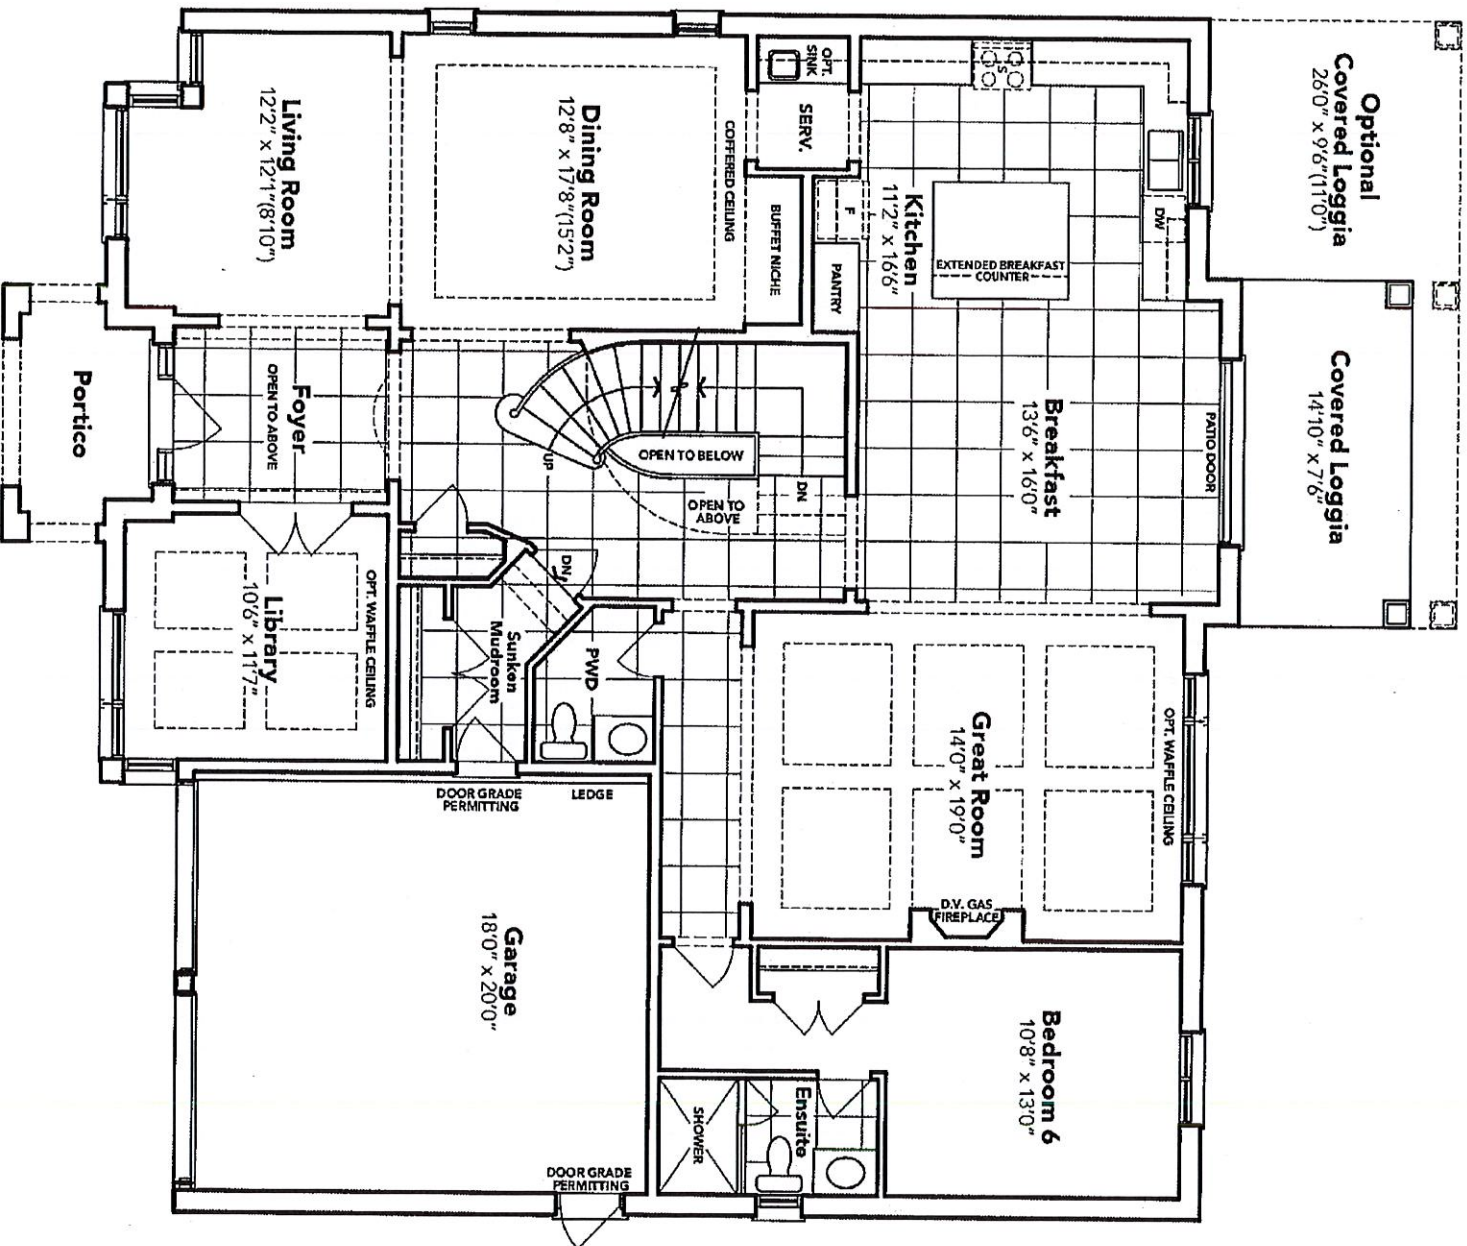 Optional
Covered Loggia
26'0" x 9'6"(11'0")
Covered Loggia
14'10" x 7'6"
PATIO DOOR
DW
S
OPT.
SINK
SERV.
EXTENDED BREAKFAST
COUNTER
Kitchen
11'2" x 16'6"
F
PANTRY
BUFFET NICHE
Breakfast
13'6" x 16'0"
OPT. WAFFLE CEILING
Great Room
14'0" x 19'0"
D.V. GAS
FIREPLACE
Bedroom 6
10'8" x 13'0"
Ensuite
SHOWER
COFFERED CEILING
Dining Room
12'8" x 17'8"(15'2")
OPEN TO BELOW
DN
OPEN TO
ABOVE
UP
DN
PWD
Sunken
Mudroom
Living Room
12'2" x 12'1"(8'10")
Foyer
OPEN TO ABOVE
Portico
OPT. WAFFLE CEILING
Library
10'6" x 11'7"
DOOR GRADE
PERMITTING
LEDGE
Garage
18'0" x 20'0"
DOOR GRADE
PERMITTING